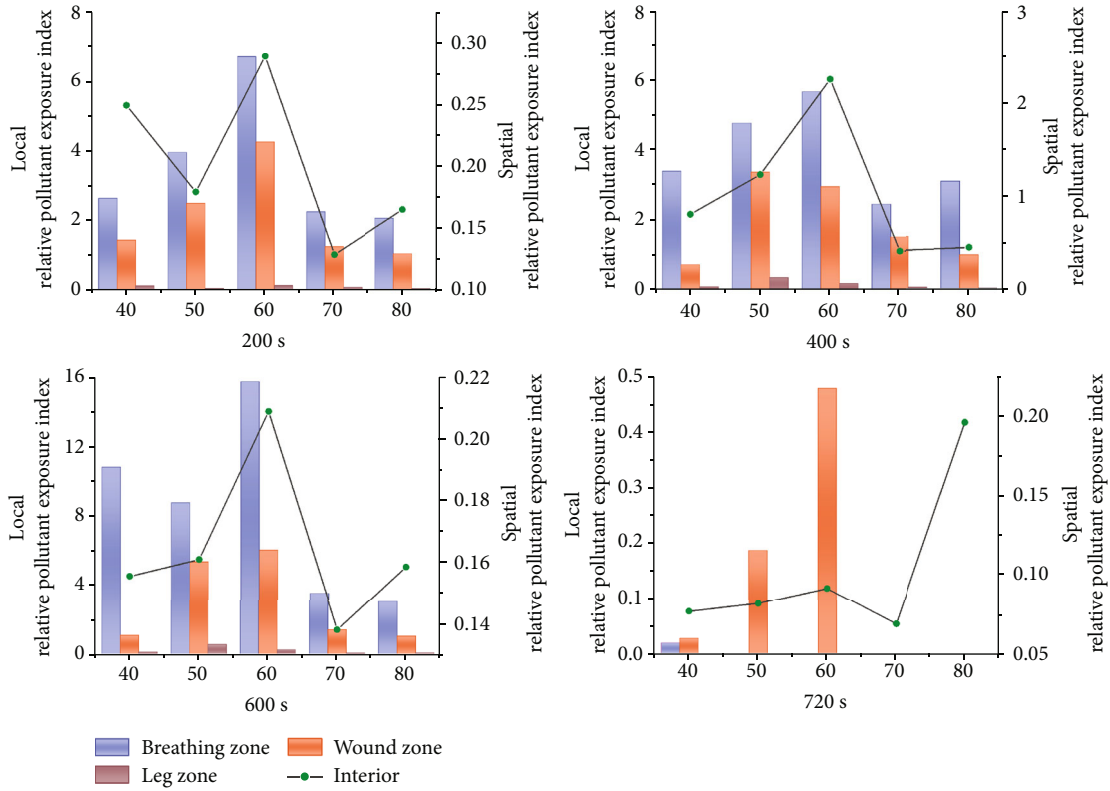 8
6
4
2
0
Local
relative pollutant exposure index
0.30
0.25
0.20
0.15
0.10
Spatial
relative pollutant exposure index
40 50 60 70 80
200 s
8
6
4
2
0
Local
relative pollutant exposure index
3
2
1
0
Spatial
relative pollutant exposure index
40 50 60 70 80
400 s
16
12
8
4
0
Local
relative pollutant exposure index
0.22
0.20
0.18
0.16
0.14
Spatial
relative pollutant exposure index
40 50 60 70 80
600 s
0.5
0.4
0.3
0.2
0.1
0.0
Local
relative pollutant exposure index
0.20
0.15
0.10
0.05
Spatial
relative pollutant exposure index
40 50 60 70 80
720 s
Breathing zone
Wound zone
Leg zone
Interior